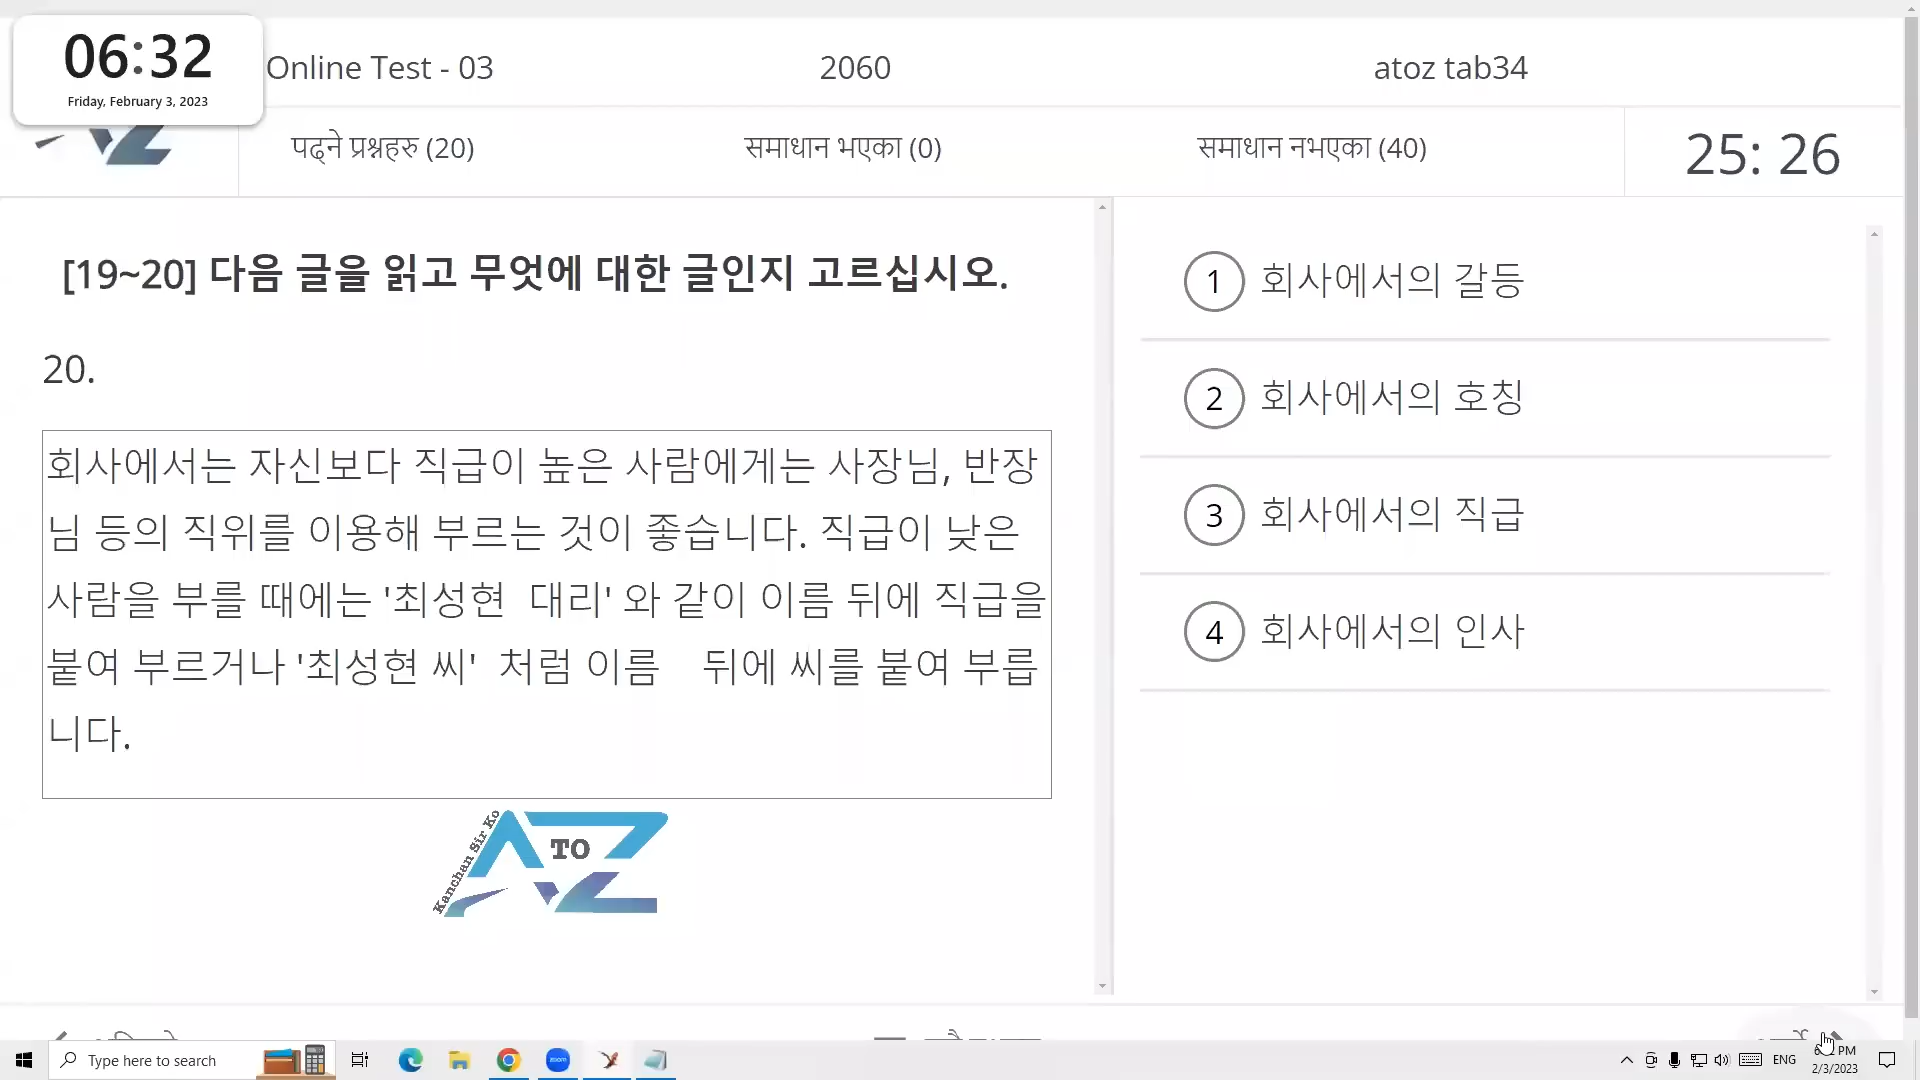 06:32
Friday, February 3, 2023
Online Test - 03
2060
atoz tab34
पढ्ने प्रश्नहरु (20)
समाधान भएका (0)
समाधान नभएका (40)
25: 26
[19~20] 다음 글을 읽고 무엇에 대한 글인지 고르십시오.
20.
회사에서는 자신보다 직급이 높은 사람에게는 사장님, 반장
님 등의 직위를 이용해 부르는 것이 좋습니다. 직급이 낮은
사람을 부를 때에는 '최성현 대리' 와 같이 이름 뒤에 직급을
붙여 부르거나 '최성현 씨' 처럼 이름 뒤에 씨를 붙여 부릅
니다.
Kanchan Sir Ko
A TO Z
1 회사에서의 갈등
2 회사에서의 호칭
3 회사에서의 직급
4 회사에서의 인사
Type here to search
zoom
ENG
PM
2/3/2023